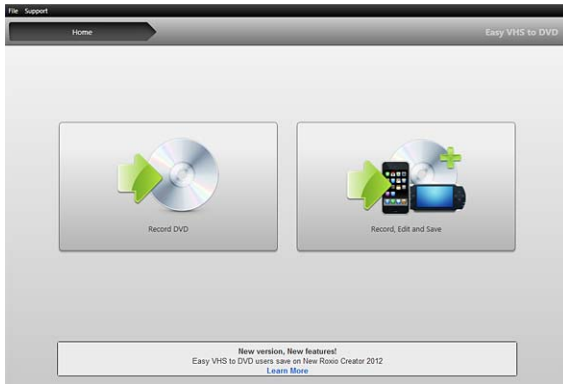 File Support
Home
Easy VHS to DVD
Record DVD
Record, Edit and Save
New version, New features!
Easy VHS to DVD users save on New Roxio Creator 2012
Learn More